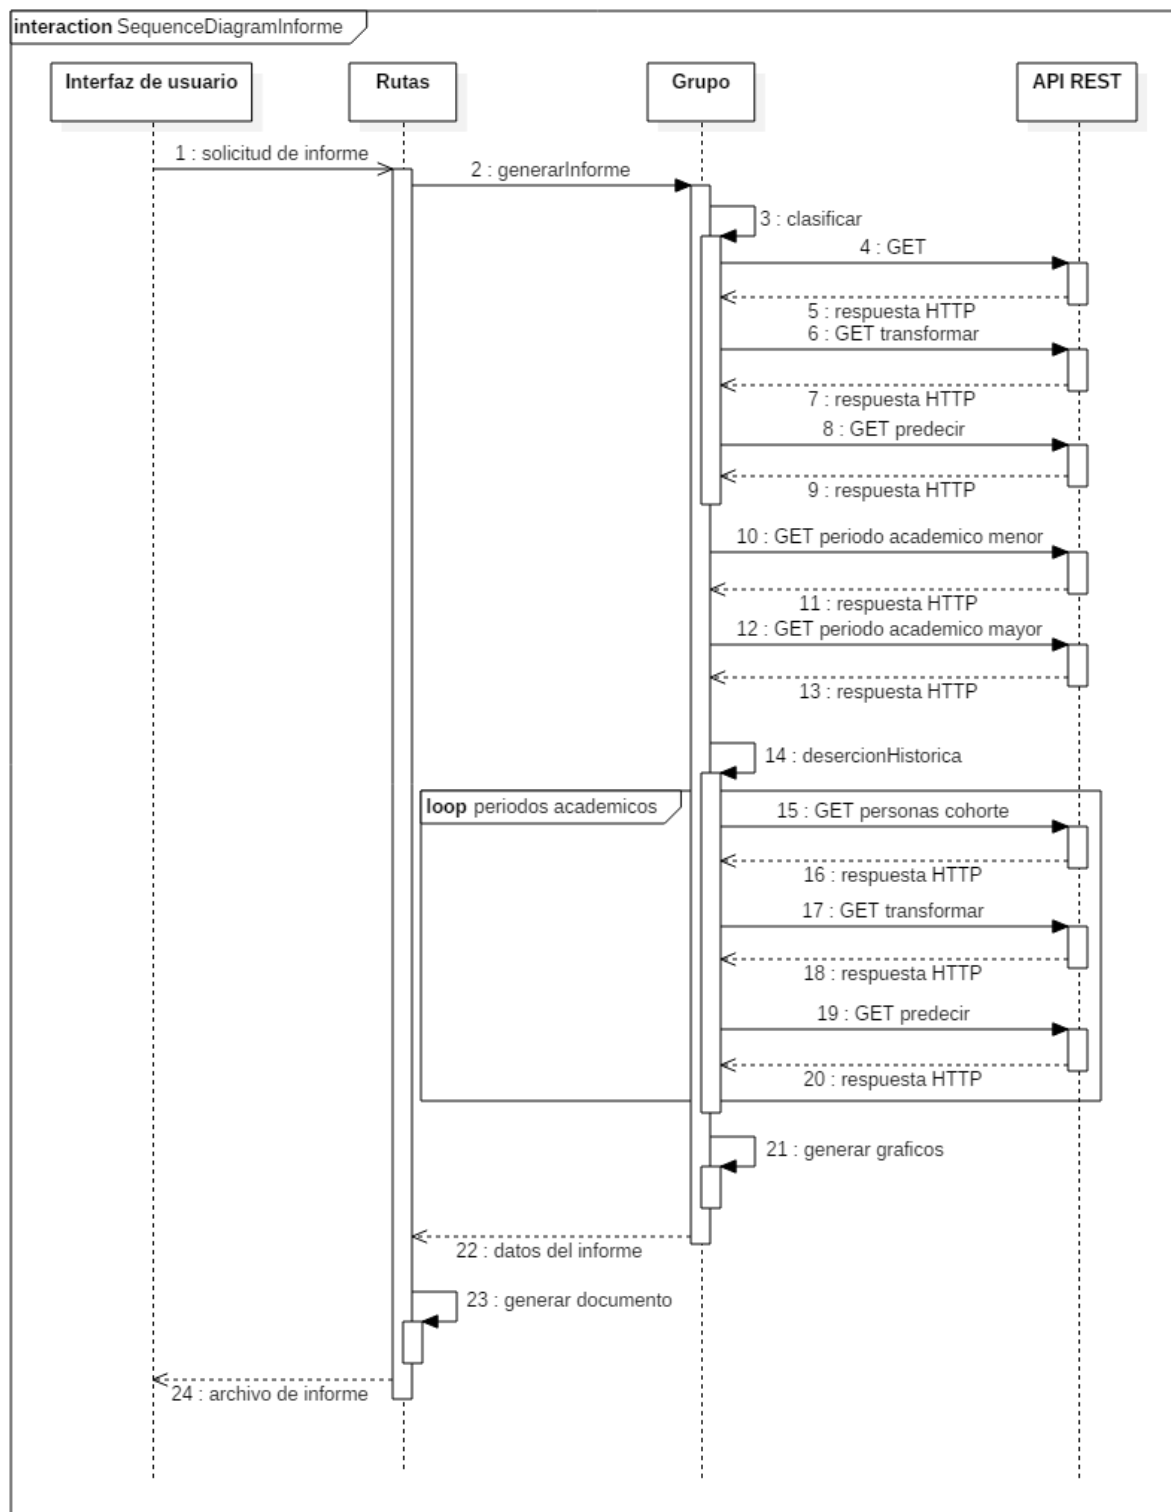 interaction SequenceDiagramInforme
Interfaz de usuario
Rutas
Grupo
API REST
1 : solicitud de informe
2 : generarInforme
3 : clasificar
4 : GET
5 : respuesta HTTP
6 : GET transformar
7 : respuesta HTTP
8 : GET predecir
9 : respuesta HTTP
10 : GET periodo academico menor
11 : respuesta HTTP
12 : GET periodo academico mayor
13 : respuesta HTTP
14 : desercionHistorica
loop periodos academicos
15 : GET personas cohorte
16 : respuesta HTTP
17 : GET transformar
18 : respuesta HTTP
19 : GET predecir
20 : respuesta HTTP
21 : generar graficos
22 : datos del informe
23 : generar documento
24 : archivo de informe